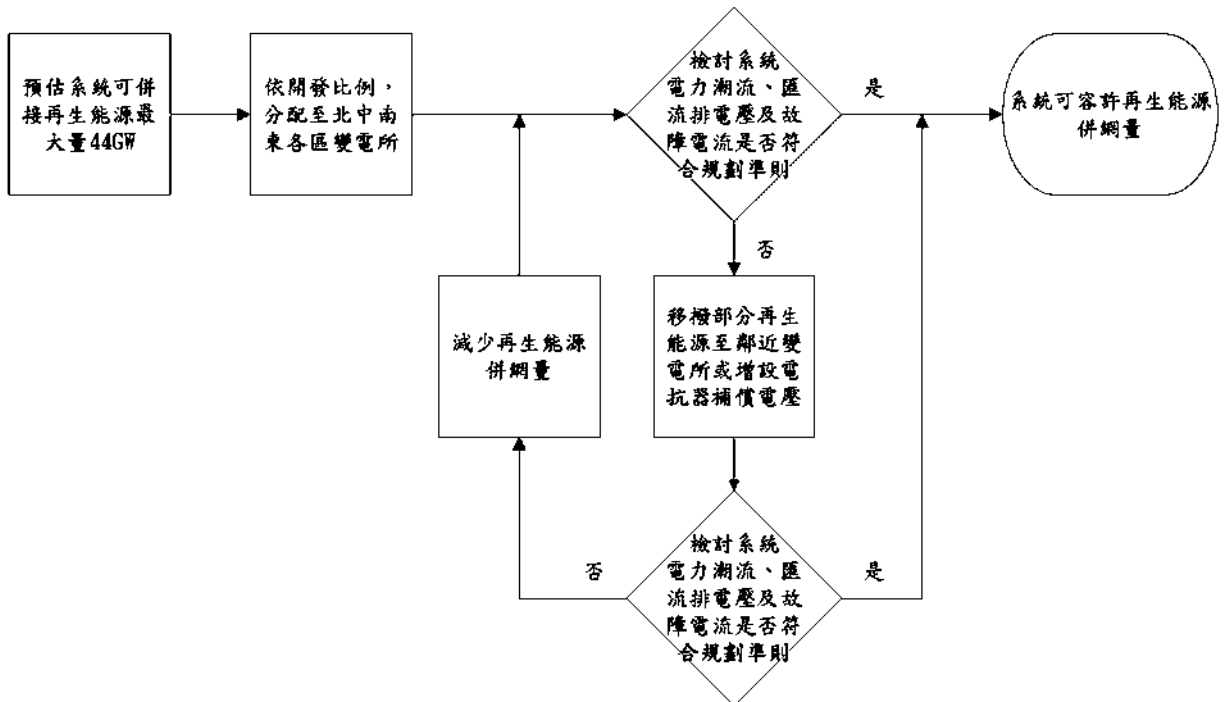 預估系統可併
接再生能源最
大量44GW
依開發比例，
分配至北中南
東各區變電所
檢討系統
電力潮流、匯
流排電壓及故
障電流是否符
合規劃準則
是
系統可容許再生能源
併網量
否
減少再生能源
併網量
移撥部分再生
能源至鄰近變
電所或增設電
抗器補償電壓
否
檢討系統
電力潮流、匯
流排電壓及故
障電流是否符
合規劃準則
是